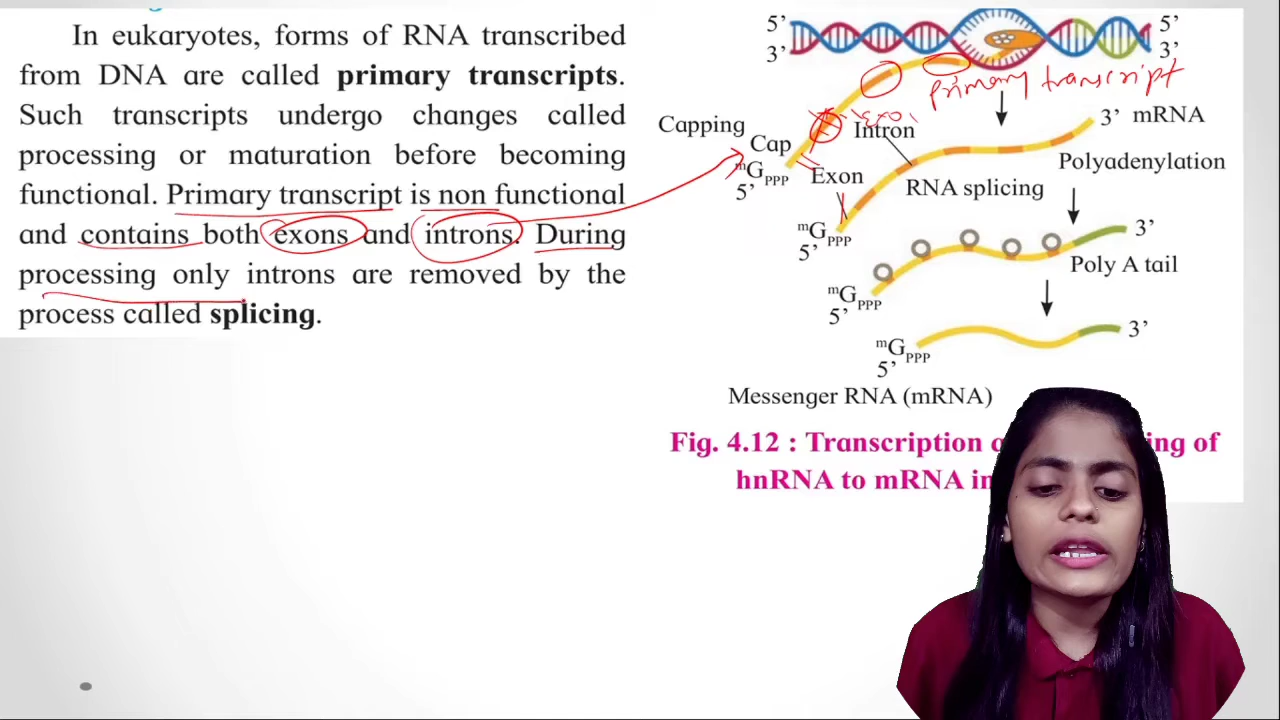 In eukaryotes, forms of RNA transcribed
from DNA are called primary transcripts.
Such transcripts undergo changes called
processing or maturation before becoming
functional. Primary transcript is non functional
and contains both exons and introns. During
processing only introns are removed by the
process called splicing.
5’ 5’
3’ 3’
primary transcript
Capping
Cap
mGPPP
5’
Intron
Exon
3’ mRNA
RNA splicing
Polyadenylation
mGPPP
5’
3’
Poly A tail
mGPPP
5’
3’
mGPPP
5’
Messenger RNA (mRNA)
Fig. 4.12 : Transcription
ing of
hnRNA to mRNA in